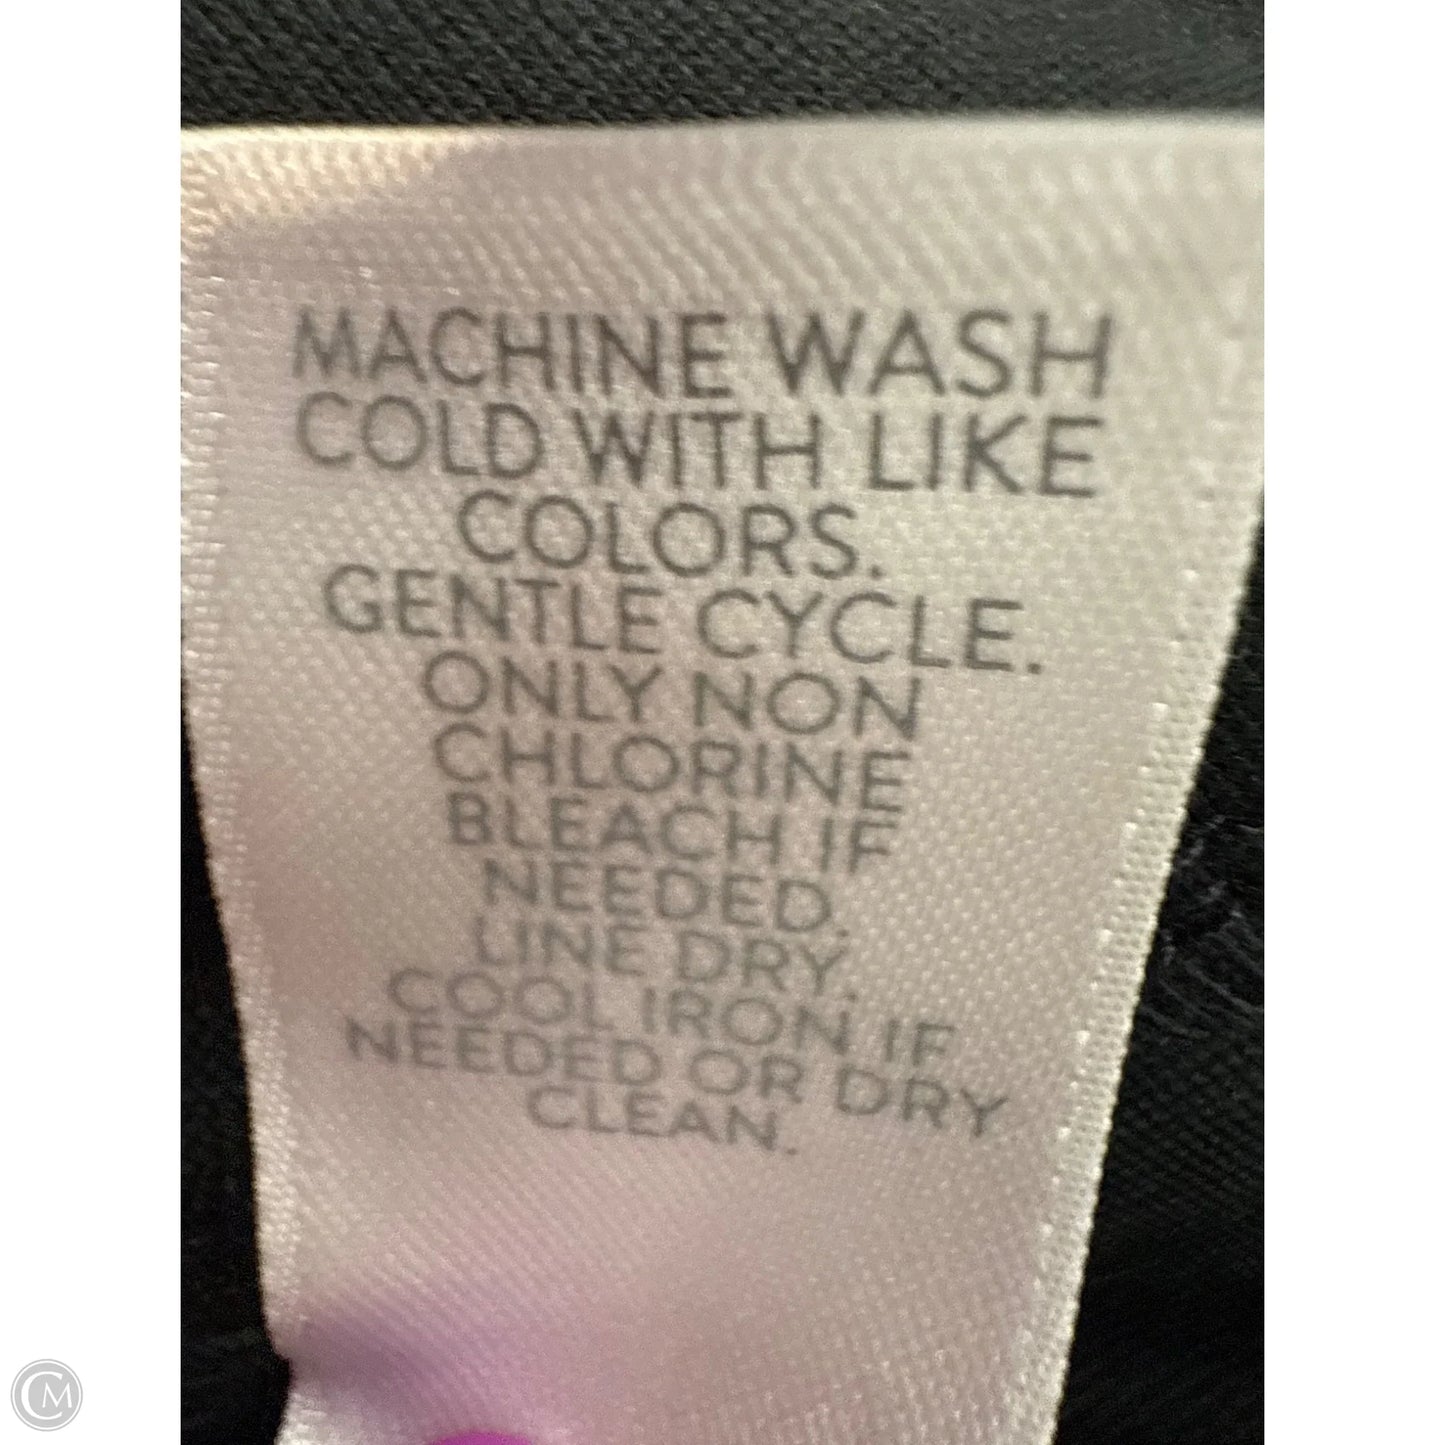 MACHINE WASH
COLD WITH LIKE
COLORS.
GENTLE CYCLE.
ONLY NON
CHLORINE
BLEACH IF
NEEDED.
LINE DRY.
COOL IRON IF
NEEDED OR DRY
CLEAN.
CM